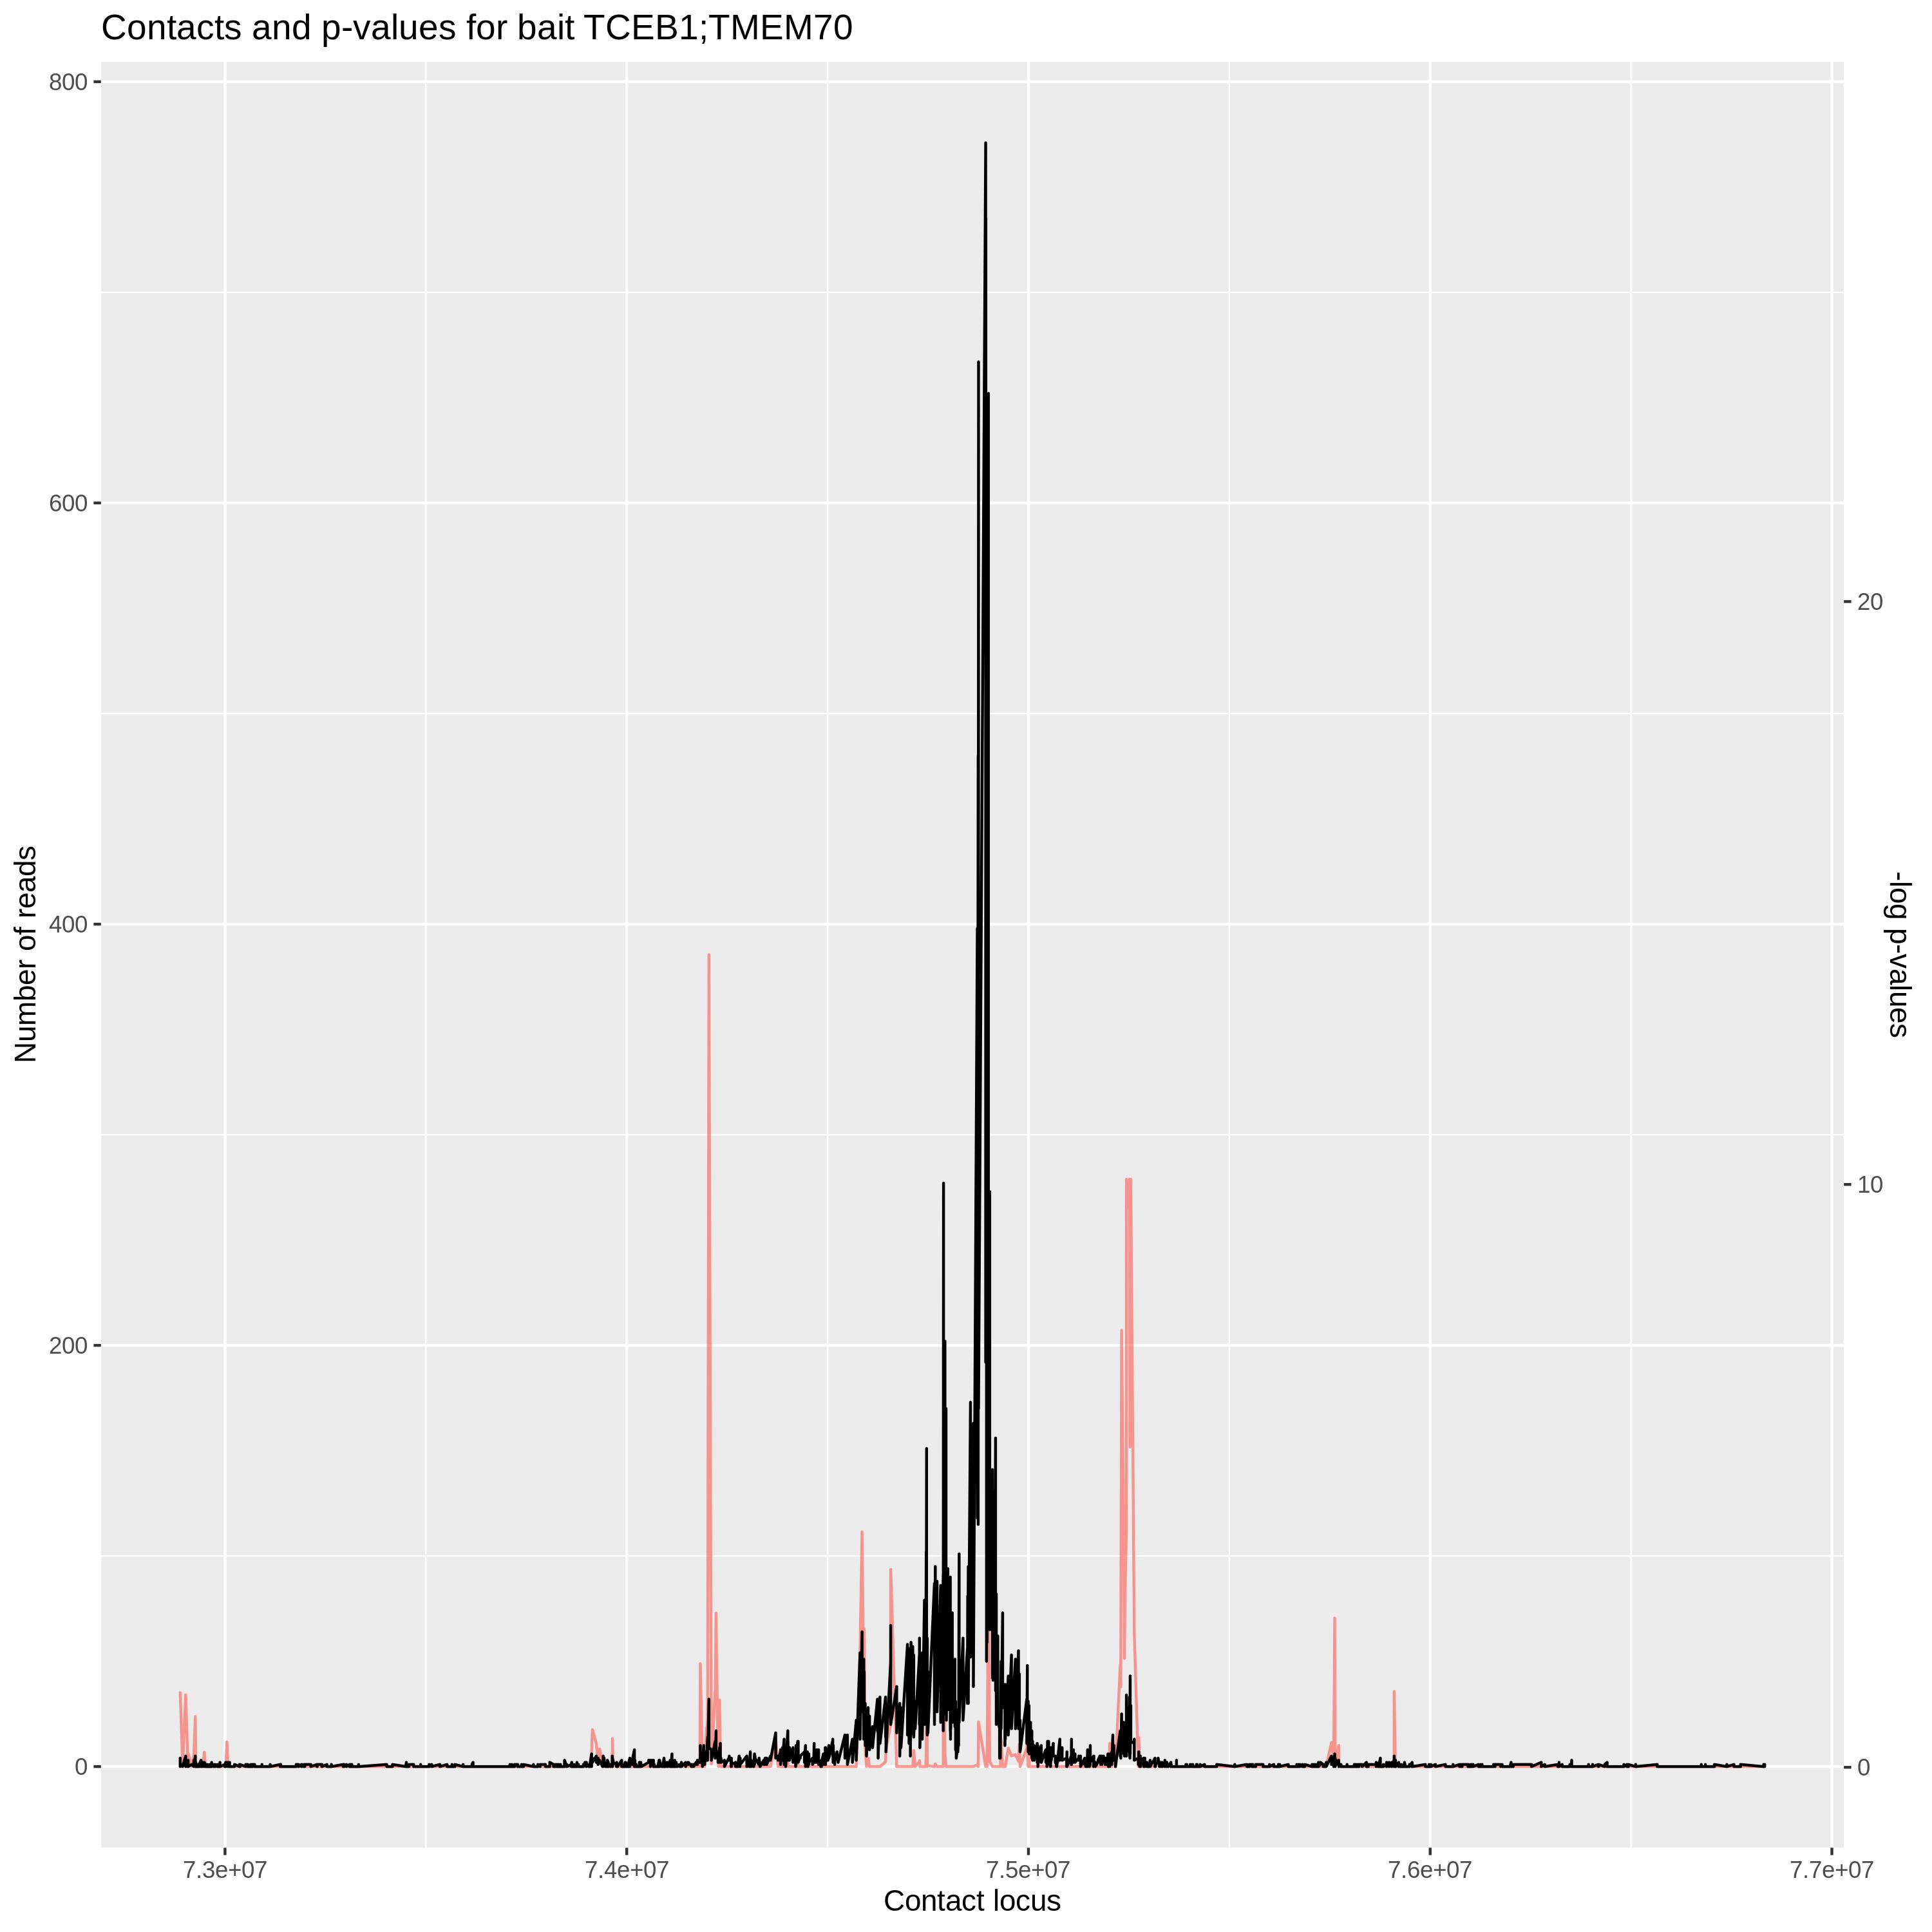 Contacts and p-values for bait TCEB1;TMEM70
800
600
400
200
0
Number of reads
20
10
0
-log p-values
7.3e+07
7.4e+07
7.5e+07
7.6e+07
7.7e+07
Contact locus